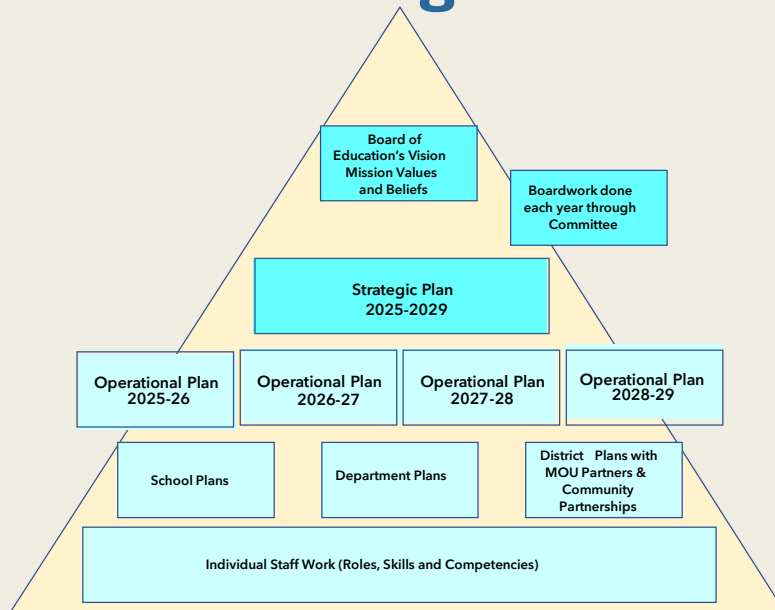 Board of
Education's Vision
Mission Values
and Beliefs
Boardwork done
each year through
Committee
Strategic Plan
2025-2029
Operational Plan
2025-26
Operational Plan
2026-27
Operational Plan
2027-28
Operational Plan
2028-29
School Plans
Department Plans
District Plans with
MOU Partners &
Community
Partnerships
Individual Staff Work (Roles, Skills and Competencies)